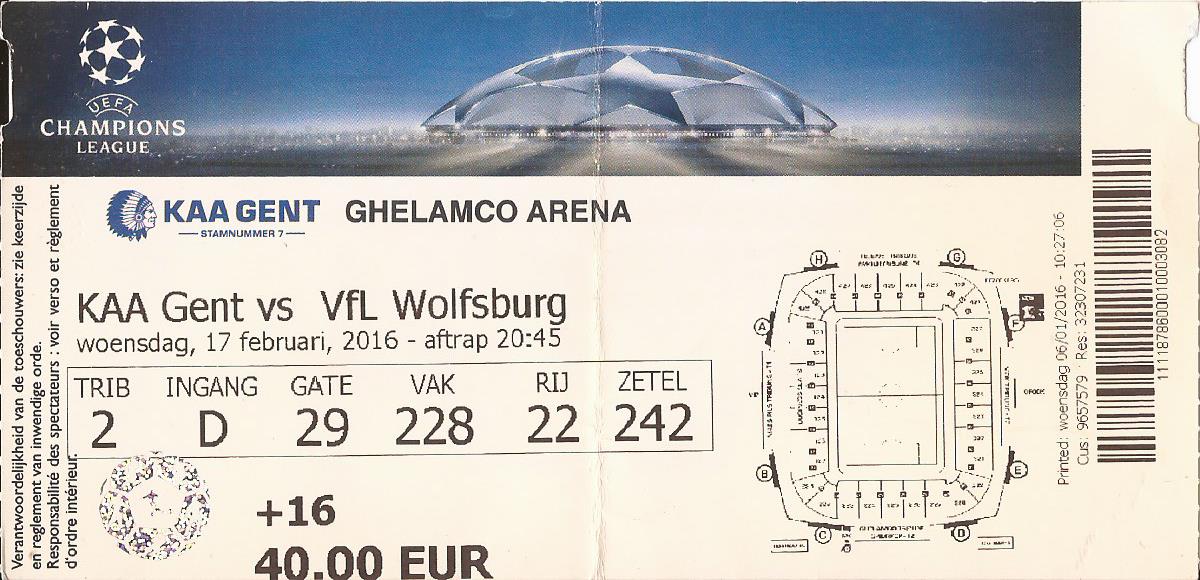 UEFA
CHAMPIONS
LEAGUE
KAA GENT
STAMNUMMER 7
GHELAMCO ARENA
KAA Gent vs VfL Wolfsburg
woensdag, 17 februari, 2016 - aftrap 20:45
TRIB INGANG GATE VAK RIJ ZETEL
2 D 29 228 22 242
+16
40.00 EUR
Verantwoordelijkheid van de toeschouwers: zie keerzijde
en reglement van inwendige orde.
Responsabilité des spectateurs : voir verso et règlement
d'ordre intérieur.
H
G
A
F
B
E
C
D
Printed: woensdag 06/01/2016 - 10:27:06
Cus: 9657579 - Res: 32307231
1111878600010003082